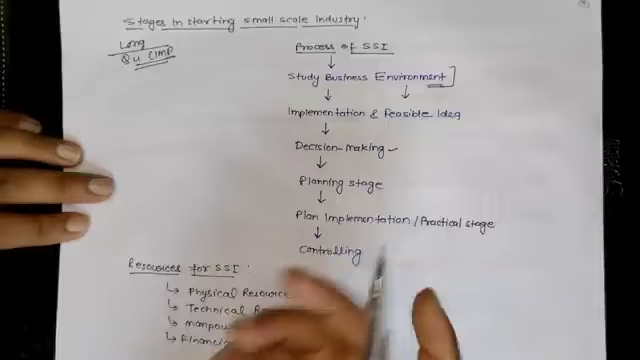 Stages in starting small scale industry:
Long
Qu (IMP
Process of SSI
↓
Study Business Environment]
↓ ↓
Implementation & Feasible Idea
↓
Decision-making -
↓
Planning stage
↓
Plan Implementation / Practical stage
↓
Controlling
Resources for SSI:
↳ Physical Resource
↳ Technical
↳
↳